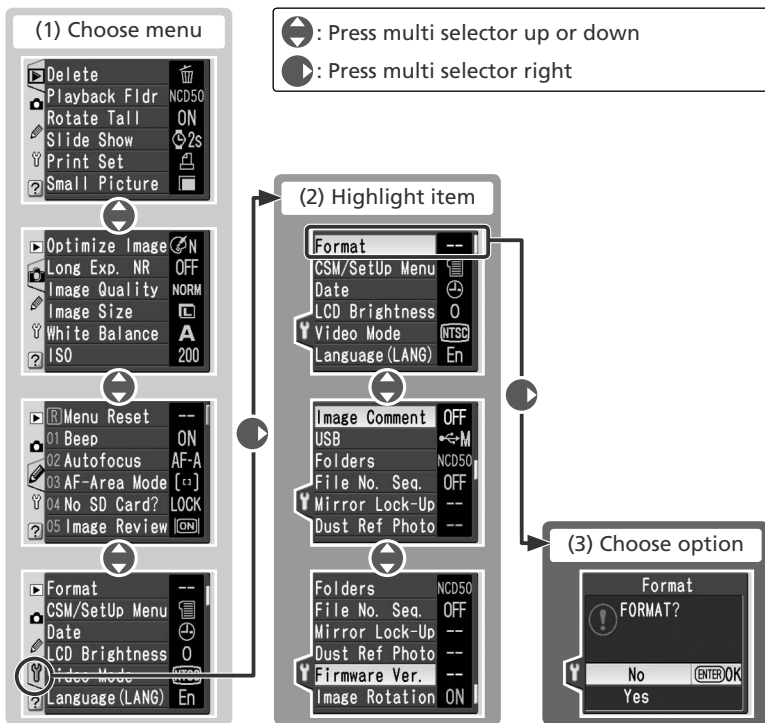 (1) Choose menu
: Press multi selector up or down
: Press multi selector right
Delete
Playback Fldr NCD50
Rotate Tall ON
Slide Show 2s
Print Set
? Small Picture
Optimize Image N
Long Exp. NR OFF
Image Quality NORM
Image Size L
White Balance A
? ISO 200
R Menu Reset --
01 Beep ON
02 Autofocus AF-A
03 AF-Area Mode [ ]
04 No SD Card? LOCK
? 05 Image Review ON
Format --
CSM/SetUp Menu
Date
LCD Brightness 0
Video Mode NTSC
? Language(LANG) En
(2) Highlight item
Format --
CSM/SetUp Menu
Date
LCD Brightness 0
Video Mode NTSC
Language(LANG) En
Image Comment OFF
USB M
Folders NCD50
File No. Seq. OFF
Mirror Lock-Up --
Dust Ref Photo --
Folders NCD50
File No. Seq. OFF
Mirror Lock-Up --
Dust Ref Photo --
Firmware Ver. --
Image Rotation ON
(3) Choose option
Format
FORMAT?
No ENTER OK
Yes